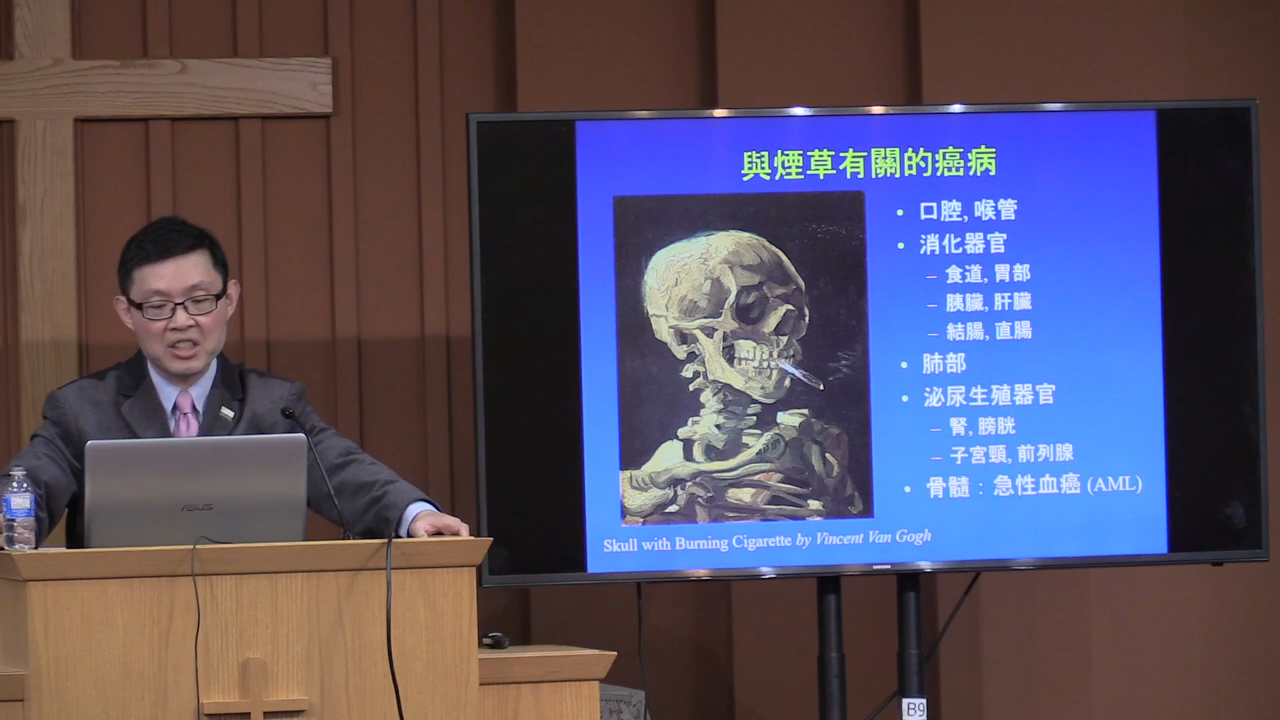 與煙草有關的癌病
• 口腔, 喉管
• 消化器官
– 食道, 胃部
– 胰臟, 肝臟
– 結腸, 直腸
• 肺部
• 泌尿生殖器官
– 腎, 膀胱
– 子宮頸, 前列腺
• 骨髓：急性血癌 (AML)
Skull with Burning Cigarette by Vincent Van Gogh
SAMSUNG
ASUS
B9